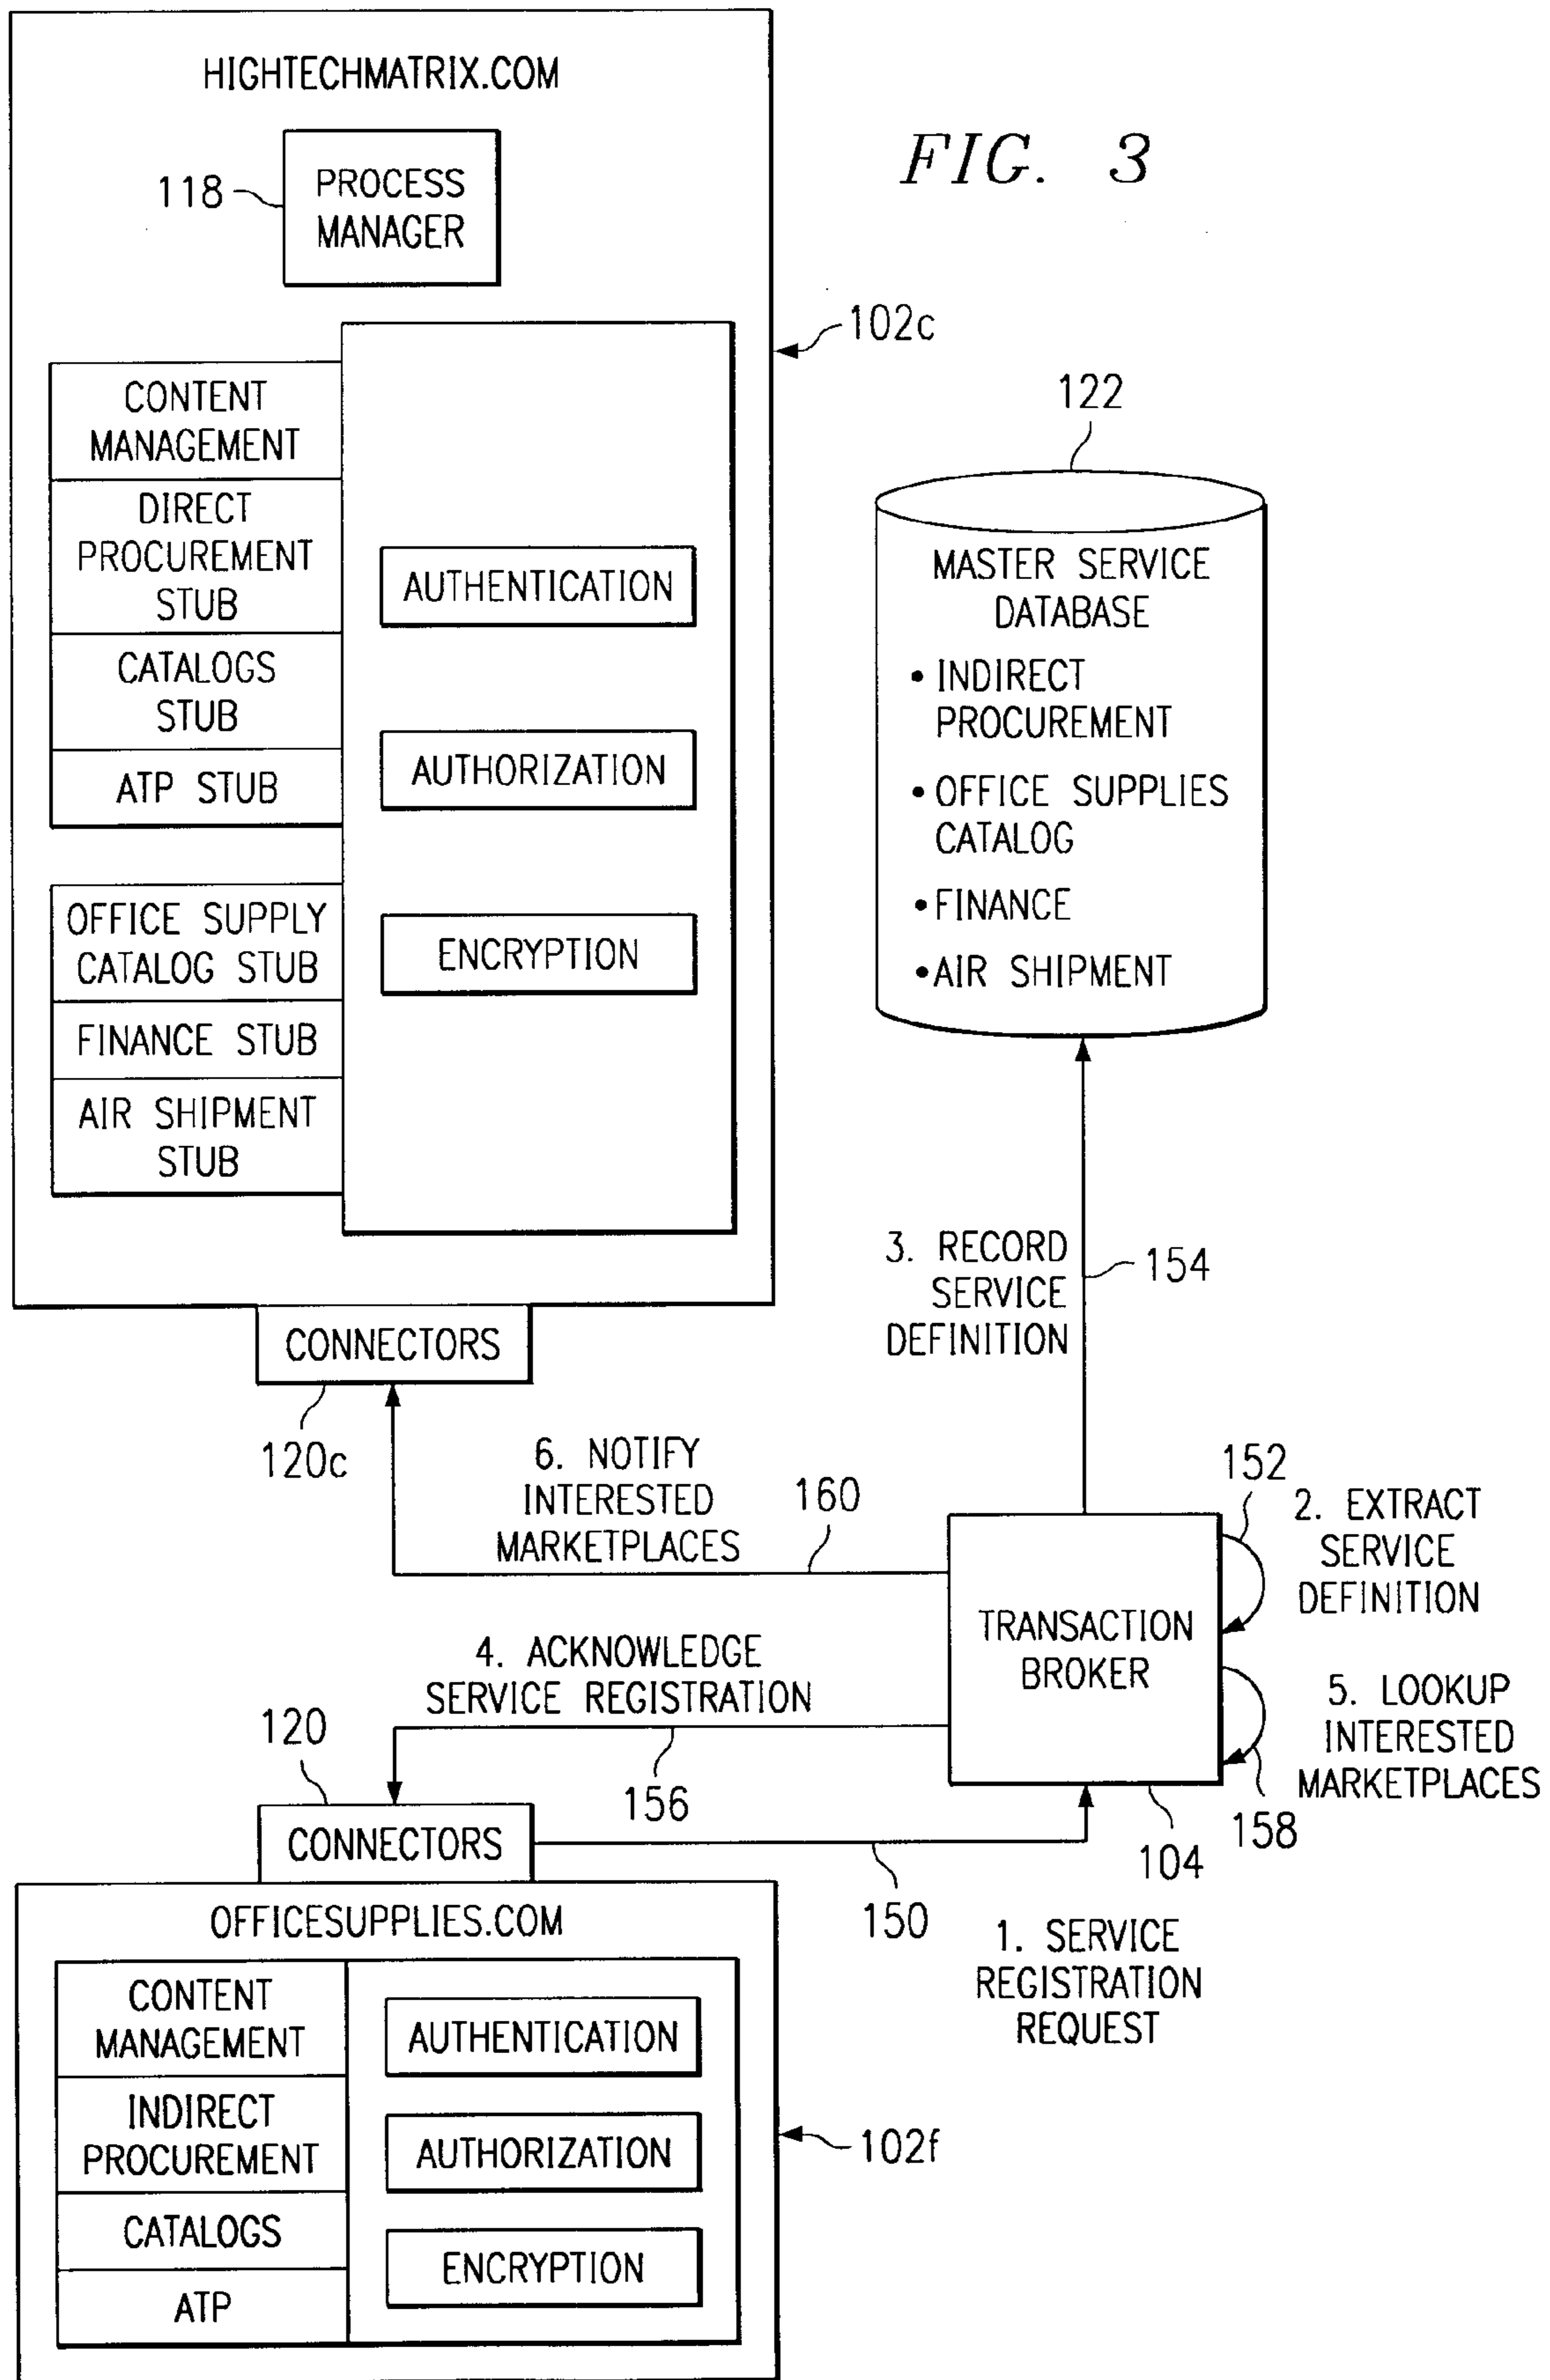 HIGHTECHMATRIX.COM
FIG. 3
118
PROCESS
MANAGER
102c
CONTENT
MANAGEMENT
DIRECT
PROCUREMENT
STUB
CATALOGS
STUB
ATP STUB
OFFICE SUPPLY
CATALOG STUB
FINANCE STUB
AIR SHIPMENT
STUB
AUTHENTICATION
AUTHORIZATION
ENCRYPTION
122
MASTER SERVICE
DATABASE
• INDIRECT
PROCUREMENT
• OFFICE SUPPLIES
CATALOG
• FINANCE
• AIR SHIPMENT
CONNECTORS
120c
3. RECORD
SERVICE
DEFINITION
154
6. NOTIFY
INTERESTED
MARKETPLACES
160
152
2. EXTRACT
SERVICE
DEFINITION
TRANSACTION
BROKER
4. ACKNOWLEDGE
SERVICE REGISTRATION
156
5. LOOKUP
INTERESTED
MARKETPLACES
158
104
120
CONNECTORS
150
1. SERVICE
REGISTRATION
REQUEST
OFFICESUPPLIES.COM
CONTENT
MANAGEMENT
INDIRECT
PROCUREMENT
CATALOGS
ATP
AUTHENTICATION
AUTHORIZATION
ENCRYPTION
102f